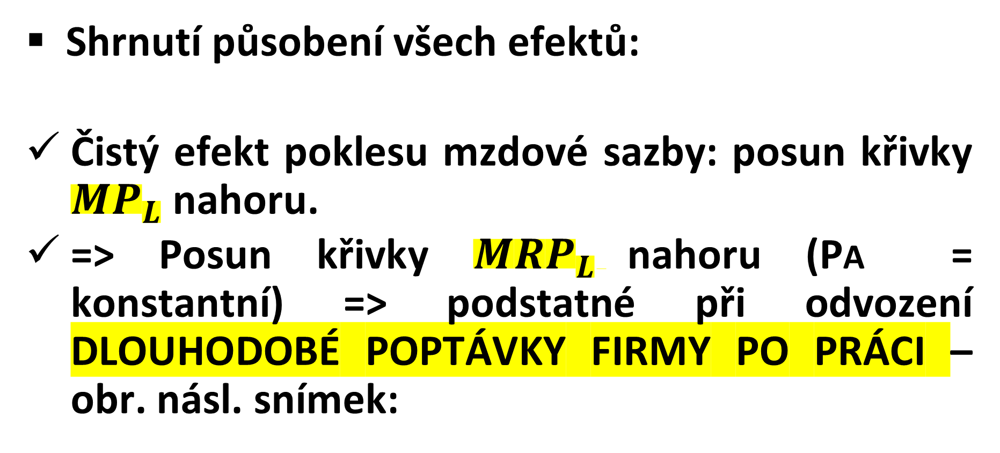 ▪ Shrnutí působení všech efektů:
✓ Čistý efekt poklesu mzdové sazby: posun křivky
MP_L nahoru.
✓ => Posun křivky MRP_L nahoru (PA =
konstantní) => podstatné při odvození
DLOUHODOBÉ POPTÁVKY FIRMY PO PRÁCI –
obr. násl. snímek: